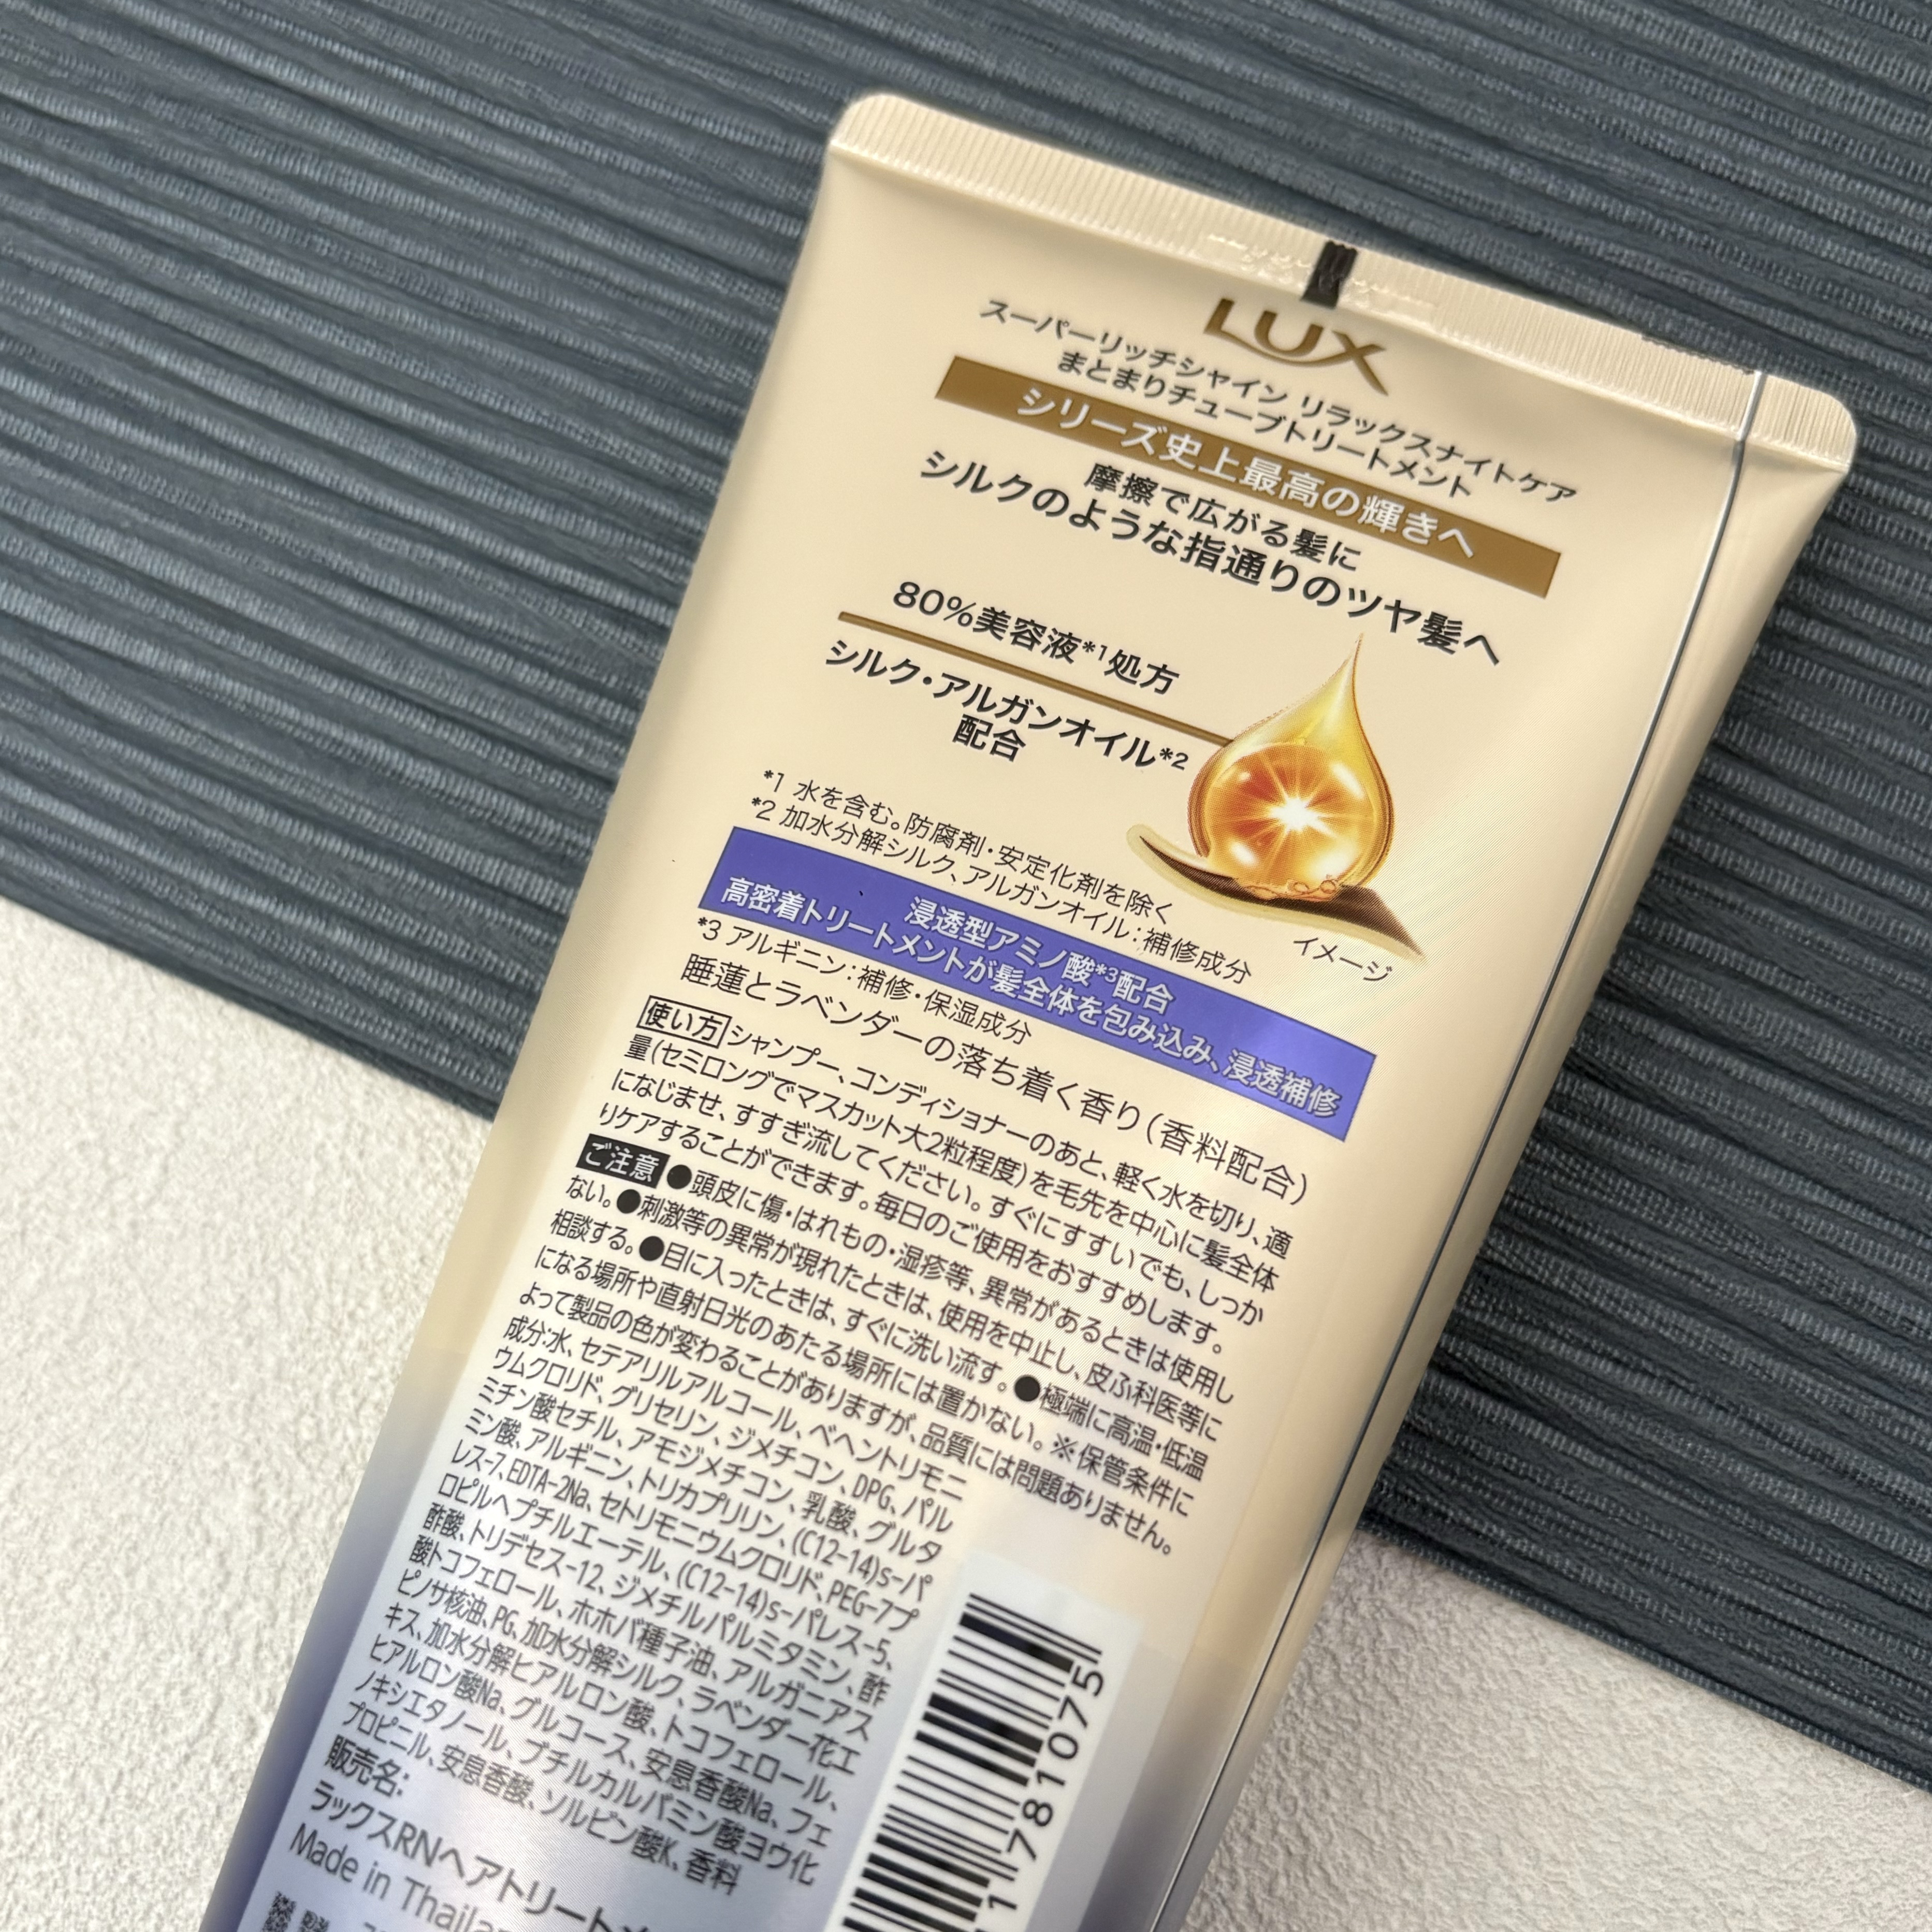 LUX
スーパーリッチシャイン リラックスナイトケア
まとまりチューブトリートメント
シリーズ史上最高の輝きへ
摩擦で広がる髪に
シルクのような指通りのツヤ髪へ
80%美容液*1処方
シルク・アルガンオイル*2
配合
*1 水を含む。防腐剤・安定化剤を除く
*2 加水分解シルク、アルガンオイル:補修成分
イメージ
浸透型アミノ酸*3配合
高密着トリートメントが髪全体を包み込み、浸透補修
*3 アルギニン:補修・保湿成分
睡蓮とラベンダーの落ち着く香り(香料配合)
使い方 シャンプー、コンディショナーのあと、軽く水を切り、適
量(セミロングでマスカット大2粒程度)を毛先を中心に髪全体
になじませ、すすぎ流してください。すぐにすすいでも、しっか
りケアすることができます。毎日のご使用をおすすめします。
ご注意 ●頭皮に傷・はれもの・湿疹等、異常があるときは使用し
ない。●刺激等の異常が現れたときは、使用を中止し、皮ふ科医等に
相談する。●目に入ったときは、すぐに洗い流す。●極端に高温・低温
になる場所や直射日光のあたる場所には置かない。※保管条件に
よって製品の色が変わることがありますが、品質には問題ありません。
成分:水、セテアリルアルコール、ベヘントリモニ
ウムクロリド、グリセリン、ジメチコン、DPG、パル
ミチン酸セチル、アモジメチコン、乳酸、グルタ
ミン酸、アルギニン、トリカプリリン、(C12-14)s-パ
レス-7、EDTA-2Na、セトリモニウムクロリド、PEG-7プ
ロピルヘプチルエーテル、(C12-14)s-パレス-5、
酢酸、トリデセス-12、ジメチルパルミタミン、酢
酸トコフェロール、ホホバ種子油、アルガニアス
ピノサ核油、PG、加水分解シルク、ラベンダー花エ
キス、加水分解ヒアルロン酸、トコフェロール、
ヒアルロン酸Na、グルコース、安息香酸Na、フェ
ノキシエタノール、ブチルカルバミン酸ヨウ化
プロピニル、安息香酸、ソルビン酸K、香料
販売名:
ラックスRNヘアトリート
Made in
1781075